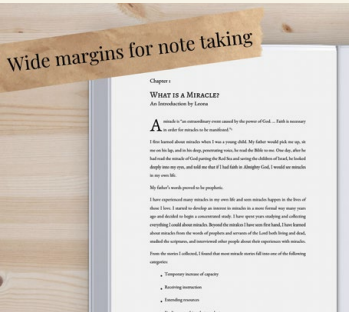 Wide margins for note taking
Chapter 1
WHAT IS A MIRACLE?
An Introduction by Leona
A miracle is "an extraordinary event caused by the power of God. ... Faith is necessary
in order for miracles to be manifested."¹
I first learned about miracles when I was a young child. My father would pick me up, sit
me on his lap, and in his deep, penetrating voice, he read the Bible to me. One day, after he
had read the miracle of God parting the Red Sea and saving the children of Israel, he looked
deeply into my eyes, and told me that if I had faith in Almighty God, I would see miracles
in my own life.
My father's words proved to be prophetic.
I have experienced many miracles in my own life and seen miracles happen in the lives of
those I love. I started to develop an interest in miracles in a more formal way many years
ago and decided to begin a concentrated study. I have spent years studying and collecting
everything I could about miracles. Beyond the miracles I have seen first hand, I have learned
about miracles from the words of prophets and servants of the Lord both living and dead,
studied the scriptures, and interviewed other people about their experiences with miracles.
From the stories I collected, I found that most miracle stories fall into one of the following
categories:
• Temporary increase of capacity
• Receiving instruction
• Extending resources